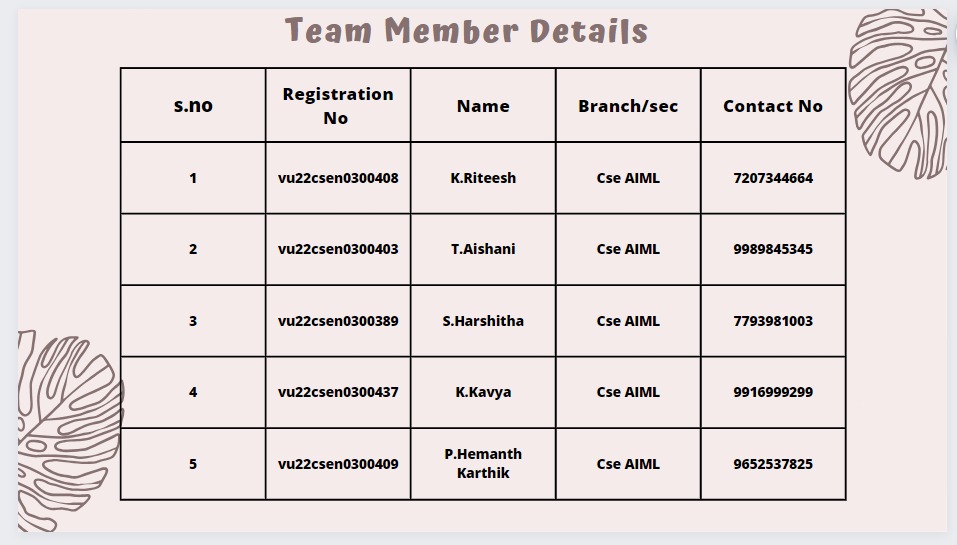 Team Member Details
s.no Registration No Name Branch/sec Contact No
1 vu22csen0300408 K.Riteesh Cse AIML 7207344664
2 vu22csen0300403 T.Aishani Cse AIML 9989845345
3 vu22csen0300389 S.Harshitha Cse AIML 7793981003
4 vu22csen0300437 K.Kavya Cse AIML 9916999299
5 vu22csen0300409 P.Hemanth Karthik Cse AIML 9652537825